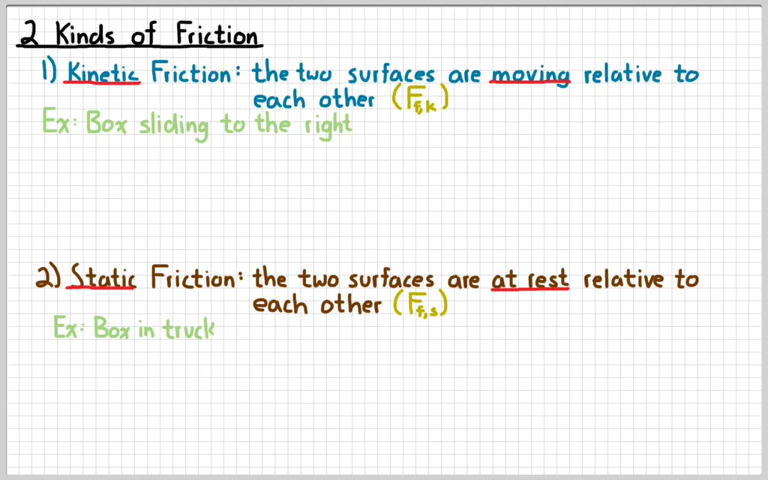 2 Kinds of Friction
1) Kinetic Friction: the two surfaces are moving relative to
each other (Ff,k)
Ex: Box sliding to the right
2) Static Friction: the two surfaces are at rest relative to
each other (Ff,s)
Ex: Box in truck